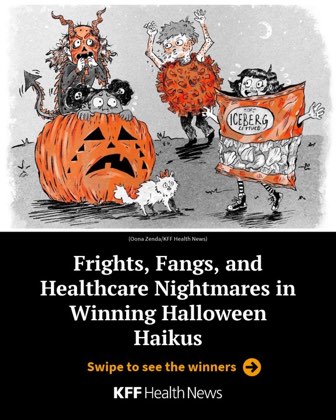 TORN
ICEBERG
LETTUCE
(Oona Zenda/KFF Health News)
Frights, Fangs, and
Healthcare Nightmares in
Winning Halloween
Haikus
Swipe to see the winners
KFF Health News